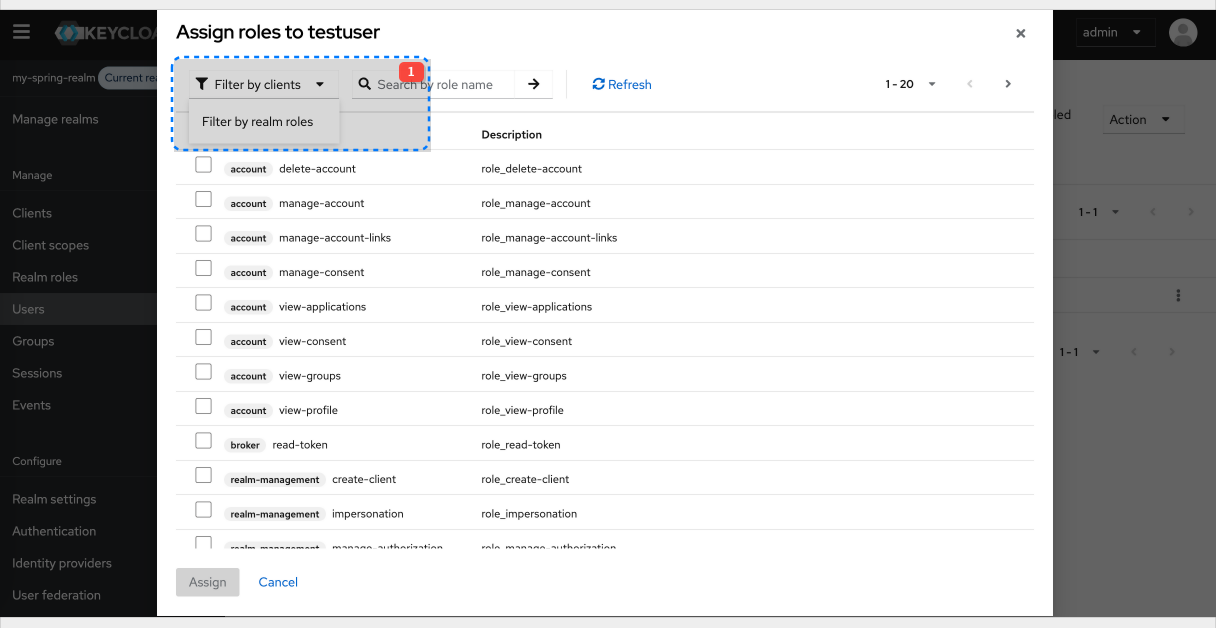 Assign roles to testuser
KEYCLOA
admin
my-spring-realm
Current rea
Manage realms
Manage
Clients
Client scopes
Realm roles
Users
Groups
Sessions
Events
Configure
Realm settings
Authentication
Identity providers
User federation
Filter by clients
1
Search by role name
Refresh
1 - 20
Filter by realm roles
Description
account delete-account role_delete-account
account manage-account role_manage-account
account manage-account-links role_manage-account-links
account manage-consent role_manage-consent
account view-applications role_view-applications
account view-consent role_view-consent
account view-groups role_view-groups
account view-profile role_view-profile
broker read-token role_read-token
realm-management create-client role_create-client
realm-management impersonation role_impersonation
realm-management manage-authorization role_manage-authorization
Assign
Cancel
led
Action
1 - 1
1 - 1